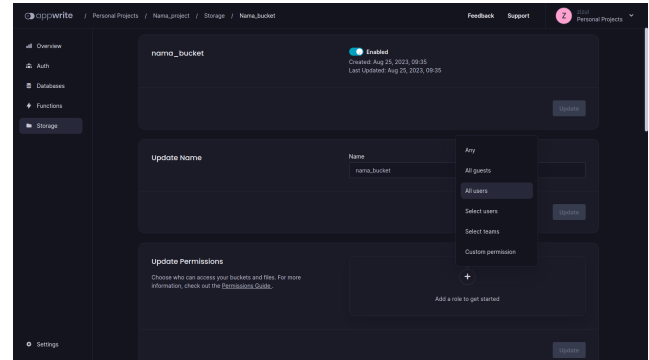 appwrite / Personal Projects / Nama_project / Storage / Nama_bucket
Feedback Support
Z
Personal Projects
Overview
Auth
Databases
Functions
Storage
Settings
nama_bucket
Enabled
Created: Aug 25, 2023, 09:35
Last Updated: Aug 25, 2023, 09:35
Update
Update Name
Name
nama_bucket
Update
Any
All guests
All users
Select users
Select teams
Custom permission
Update Permissions
Choose who can access your buckets and files. For more
information, check out the Permissions Guide .
+
Add a role to get started
Update